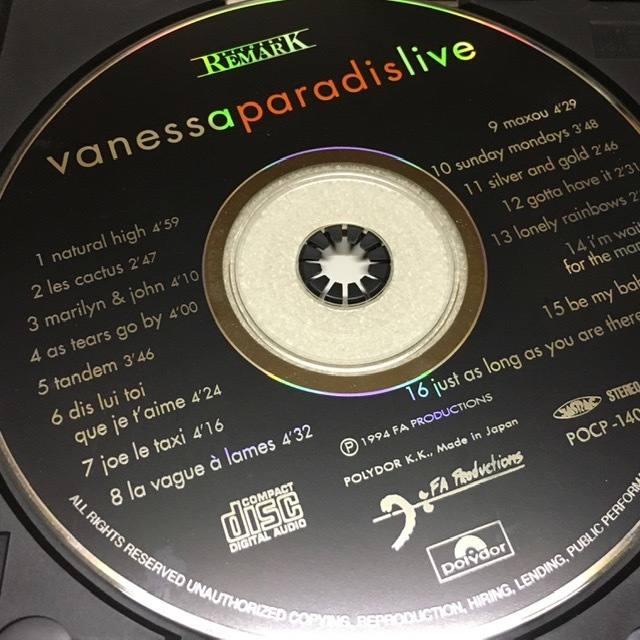 REMARK
vanessaparadislive
1 natural high 4'59
2 les cactus 2'47
3 marilyn & john 4'10
4 as tears go by 4'00
5 tandem 3'46
6 dis lui toi
que je t'aime 4'24
7 joe le taxi 4'16
8 la vague à lames 4'32
9 maxou 4'29
10 sunday mondays 3'48
11 silver and gold 2'46
12 gotta have it 2'31
13 lonely rainbows
14 i'm
for the
15 be my
16 just as long as you are there
℗ 1994 FA PRODUCTIONS
POLYDOR K.K., Made in Japan
STEREO
POCP-14
COMPACT
disc
DIGITAL AUDIO
FA Productions
polydor
ALL RIGHTS RESERVED UNAUTHORIZED COPYING, REPRODUCTION, HIRING, LENDING, PUBLIC